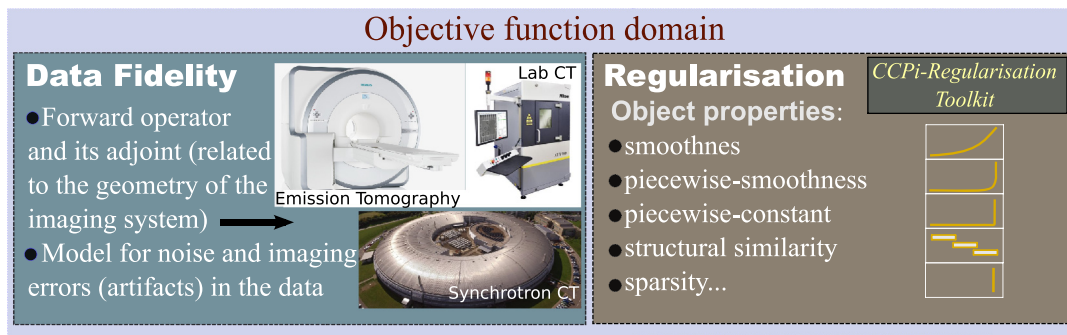 Objective function domain
Data Fidelity
● Forward operator
and its adjoint (related
to the geometry of the
imaging system)
● Model for noise and imaging
errors (artifacts) in the data
Lab CT
Emission Tomography
Synchrotron CT
Regularisation
CCPi-Regularisation
Toolkit
Object properties:
● smoothnes
● piecewise-smoothness
● piecewise-constant
● structural similarity
● sparsity...